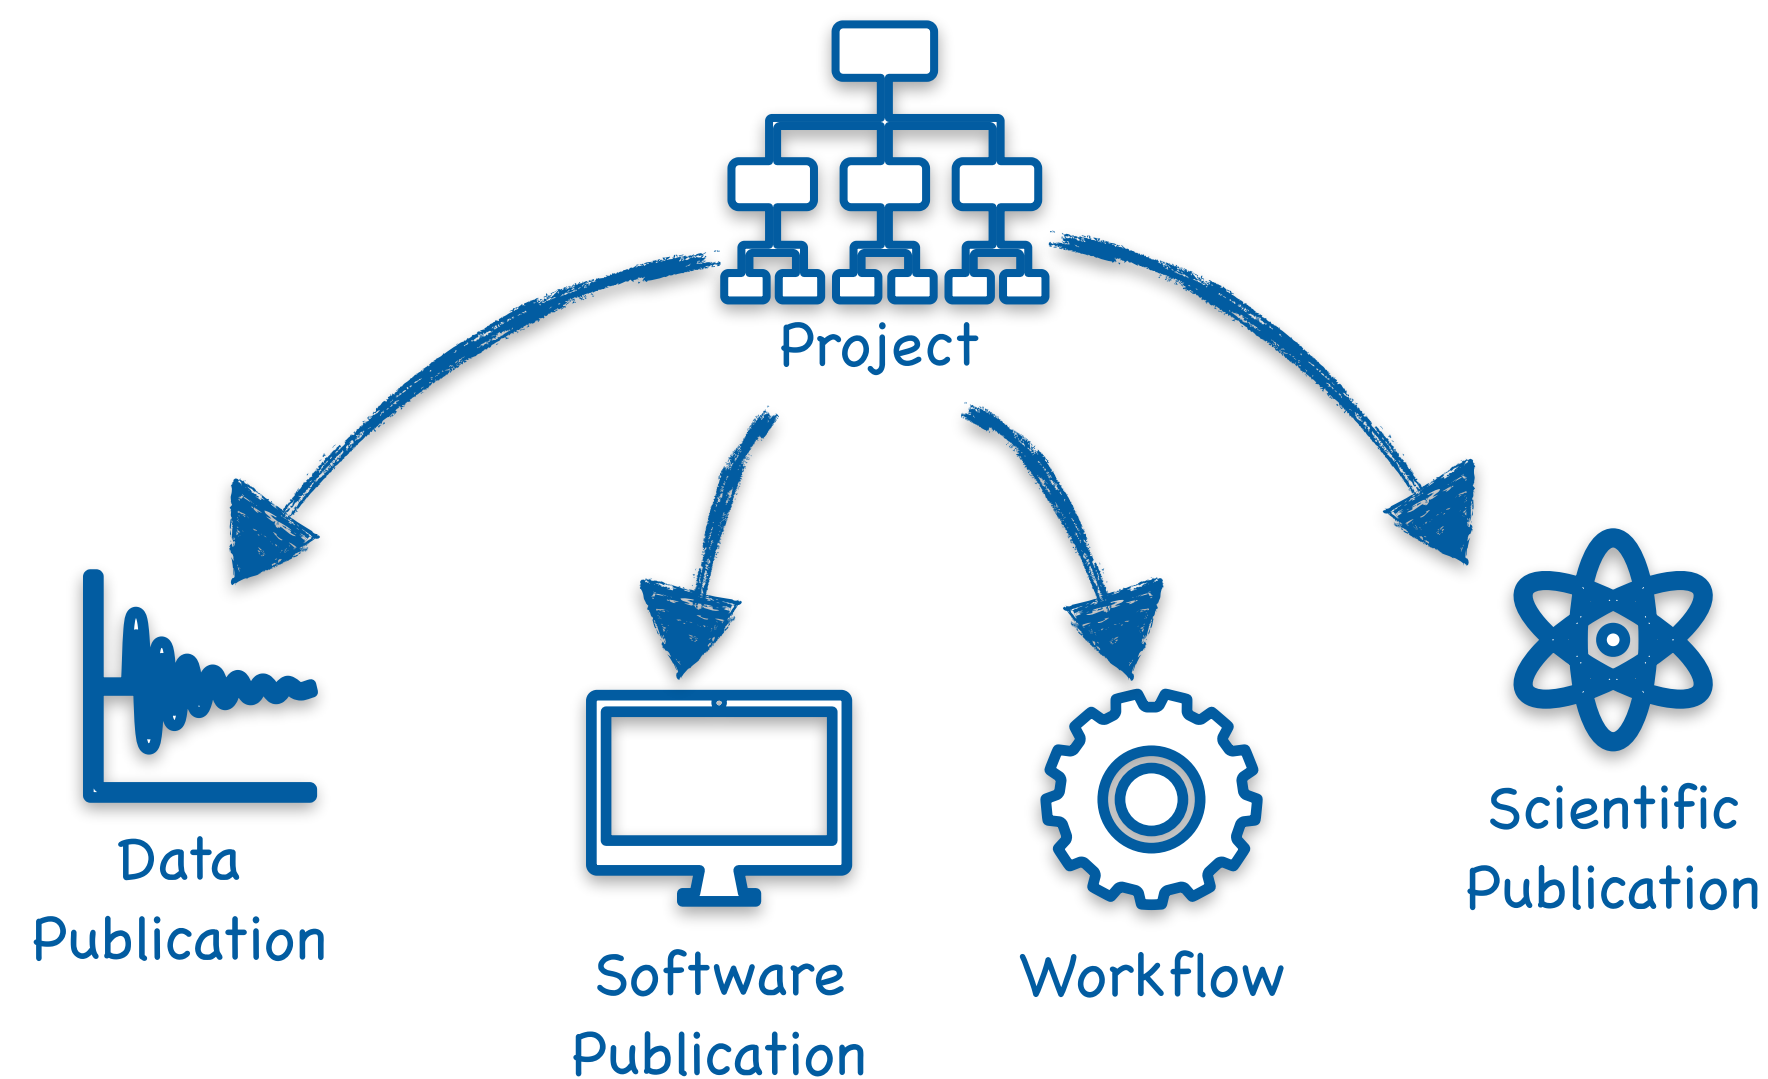 Project
Data
Publication
Software
Publication
Workflow
Scientific
Publication